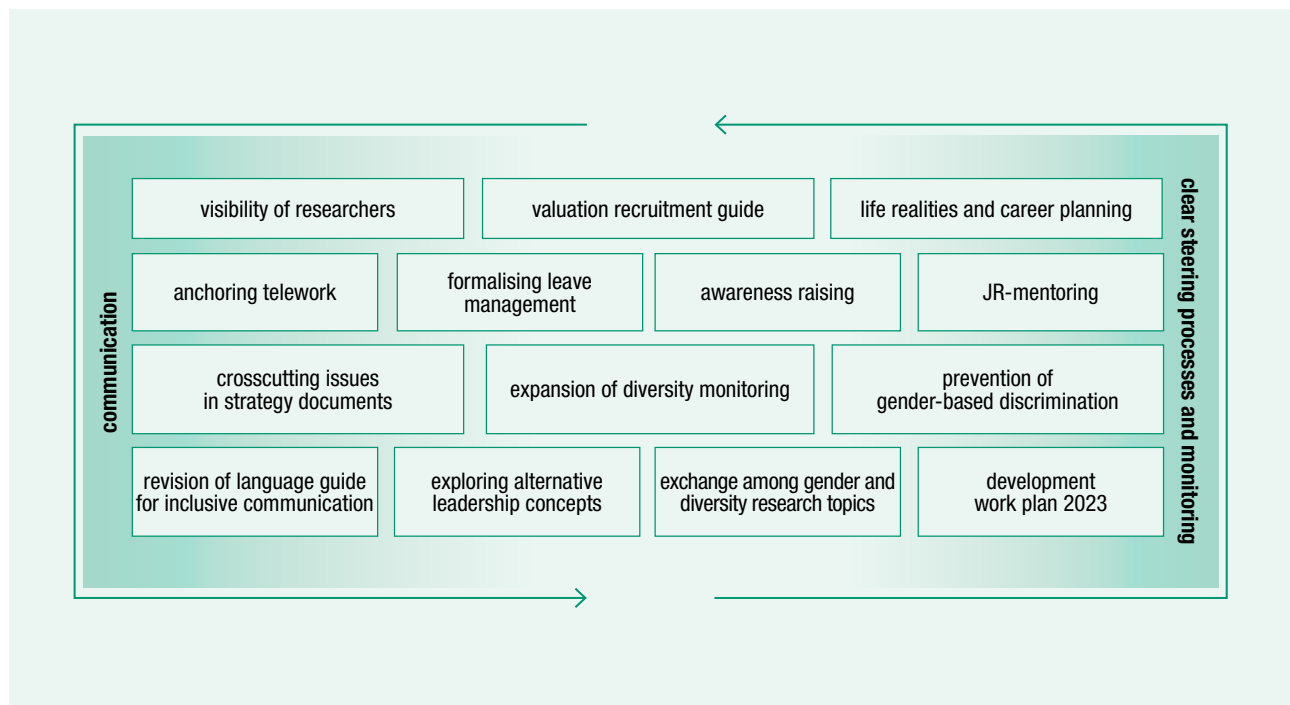 communication
visibility of researchers
valuation recruitment guide
life realities and career planning
anchoring telework
formalising leave
management
awareness raising
JR-mentoring
crosscutting issues
in strategy documents
expansion of diversity monitoring
prevention of
gender-based discrimination
revision of language guide
for inclusive communication
exploring alternative
leadership concepts
exchange among gender and
diversity research topics
development
work plan 2023
clear steering processes and monitoring